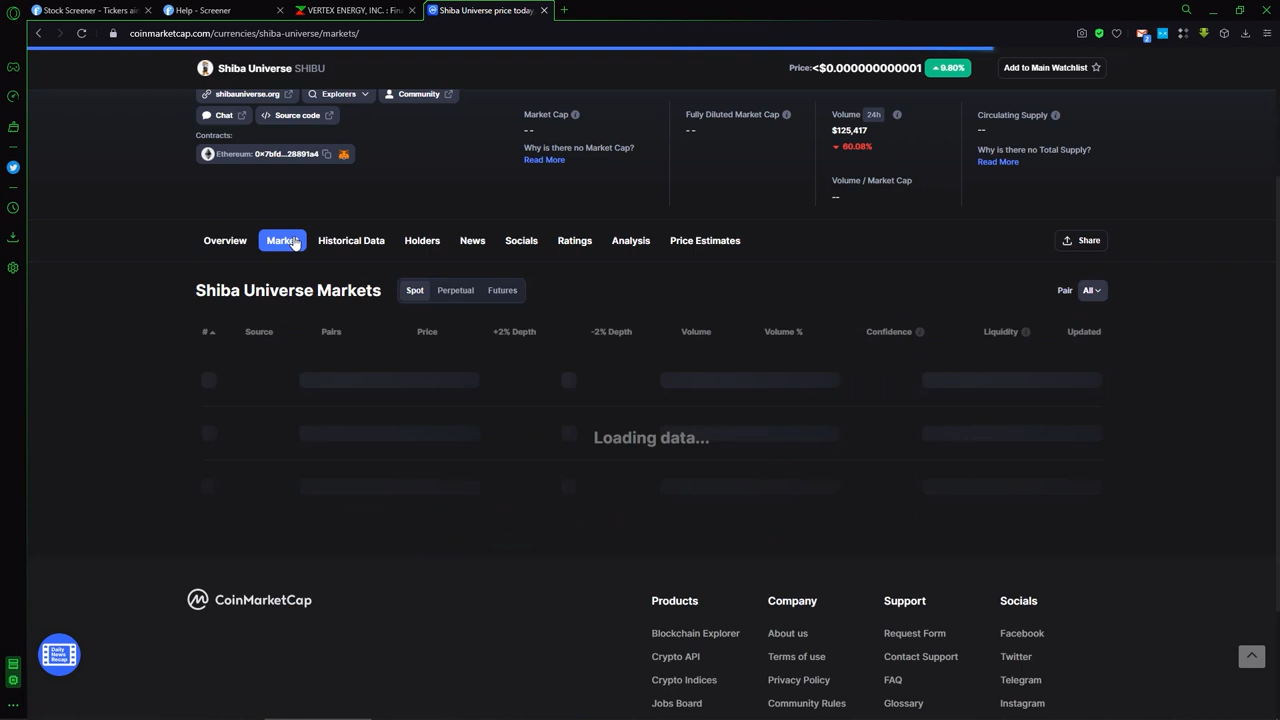 Stock Screener - Tickers ai
Help - Screener
VERTEX ENERGY, INC. : Fina
Shiba Universe price today,
coinmarketcap.com/currencies/shiba-universe/markets/
2
Shiba Universe SHIBU
Price: <$0.000000000001
9.80%
Add to Main Watchlist
shibauniverse.org
Explorers
Community
Chat
Source code
Contracts:
Ethereum: 0x7bfd...28891a4
Market Cap
- -
Why is there no Market Cap?
Read More
Fully Diluted Market Cap
- -
Volume 24h
$125,417
60.08%
Volume / Market Cap
--
Circulating Supply
--
Why is there no Total Supply?
Read More
Overview
Historical Data
Holders
News
Socials
Ratings
Analysis
Price Estimates
Share
Shiba Universe Markets
Spot
Perpetual
Futures
Pair
All
#
Source
Pairs
Price
+2% Depth
-2% Depth
Volume
Volume %
Confidence
Liquidity
Updated
Loading data...
CoinMarketCap
Products
Blockchain Explorer
Crypto API
Crypto Indices
Jobs Board
Company
About us
Terms of use
Privacy Policy
Community Rules
Support
Request Form
Contact Support
FAQ
Glossary
Socials
Facebook
Twitter
Telegram
Instagram
Daily
News
Recap